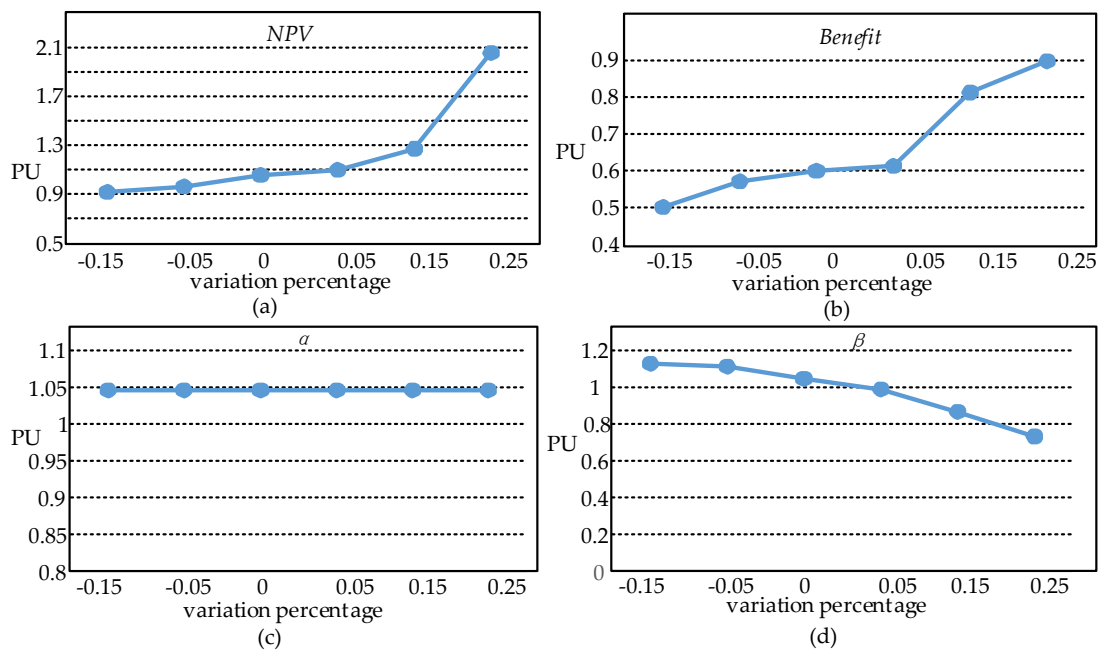 NPV
2.1
1.7
1.3
PU
0.9
0.5
-0.15 -0.05 0 0.05 0.15 0.25
variation percentage
(a)
Benefit
0.9
0.8
0.7
PU
0.6
0.5
0.4
-0.15 -0.05 0 0.05 0.15 0.25
variation percentage
(b)
α
1.1
1.05
1
PU
0.95
0.9
0.85
0.8
-0.15 -0.05 0 0.05 0.15 0.25
variation percentage
(c)
β
1.2
1
0.8
PU
0.6
0.4
0.2
0
-0.15 -0.05 0 0.05 0.15 0.25
variation percentage
(d)